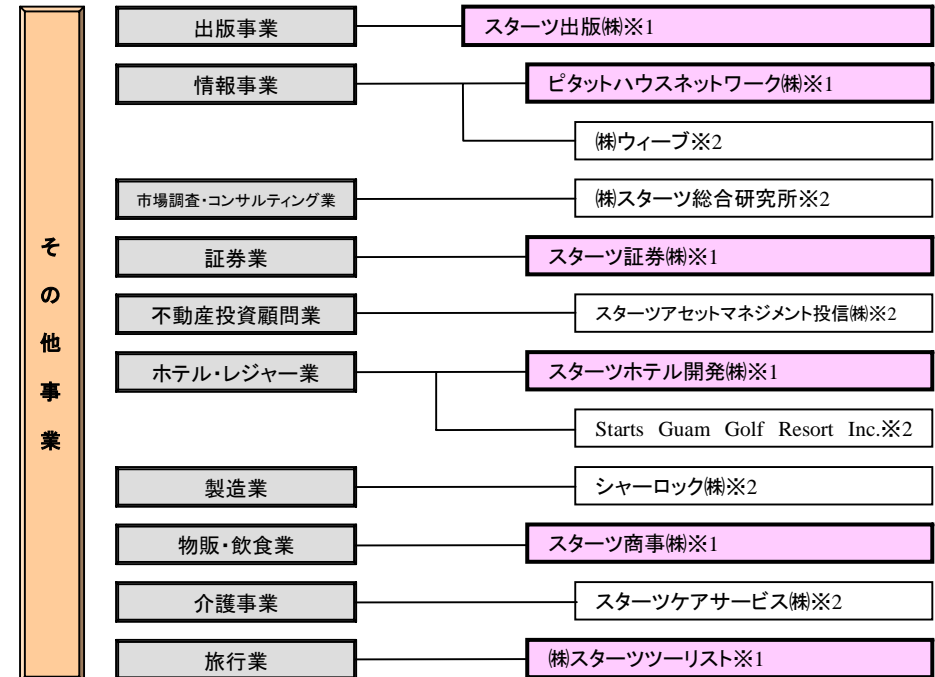 その他事業
出版事業
スターツ出版㈱※1
情報事業
ピタットハウスネットワーク㈱※1
㈱ウィーブ※2
市場調査・コンサルティング業
㈱スターツ総合研究所※2
証券業
スターツ証券㈱※1
不動産投資顧問業
スターツアセットマネジメント投信㈱※2
ホテル・レジャー業
スターツホテル開発㈱※1
Starts Guam Golf Resort Inc.※2
製造業
シャーロック㈱※2
物販・飲食業
スターツ商事㈱※1
介護事業
スターツケアサービス㈱※2
旅行業
㈱スターツツーリスト※1